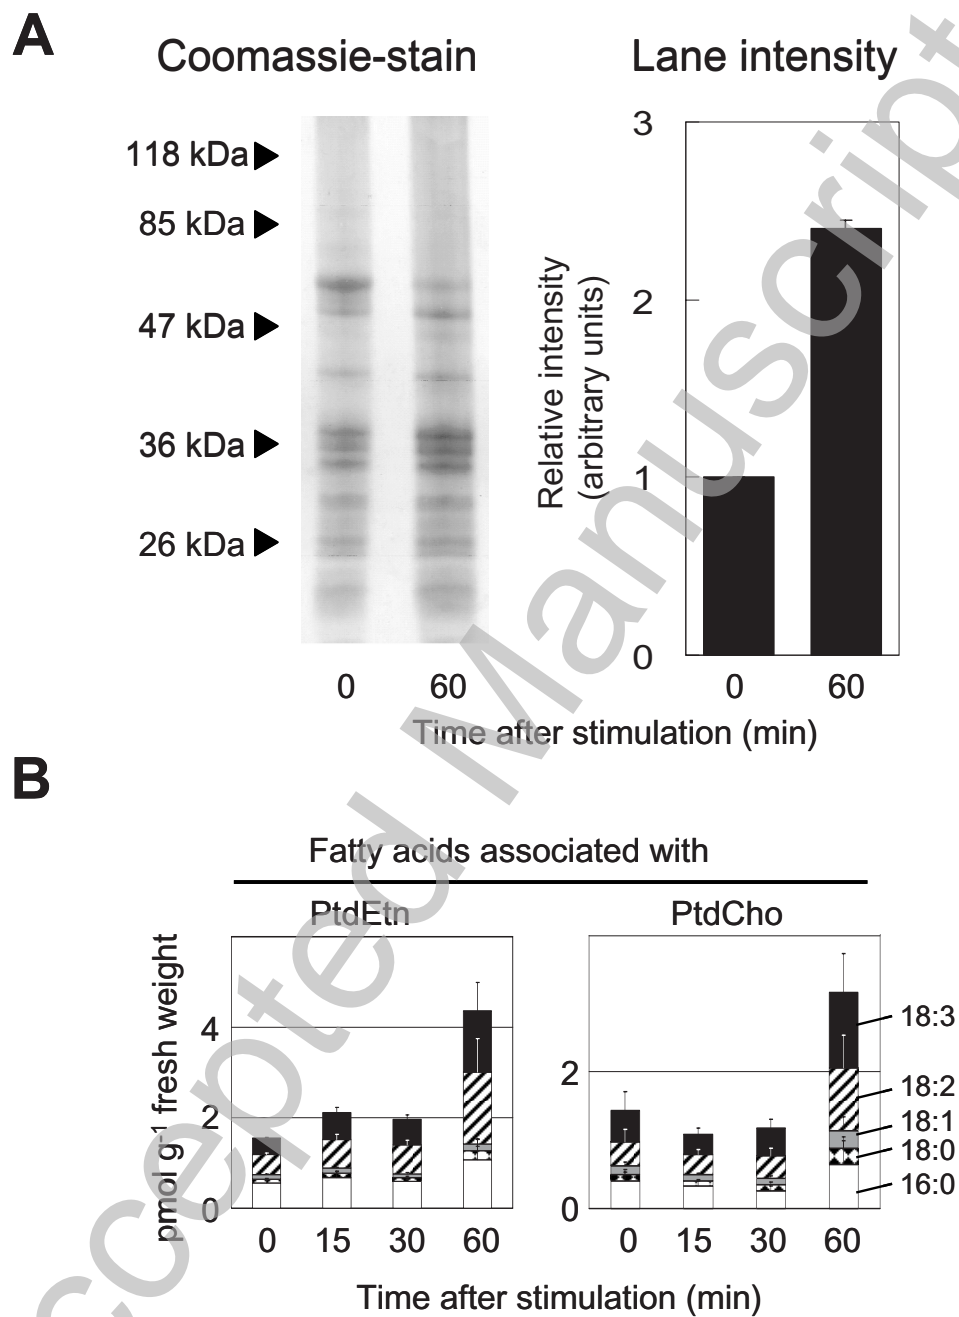 A
Coomassie-stain
Lane intensity
118 kDa
85 kDa
47 kDa
36 kDa
26 kDa
0 60
Relative intensity
(arbitrary units)
3
2
1
0
0 60
Time after stimulation (min)
B
Fatty acids associated with
PtdEtn PtdCho
pmol g-1 fresh weight
4
2
0
0 15 30 60
2
0
0 15 30 60
18:3
18:2
18:1
18:0
16:0
Time after stimulation (min)
ccepted Manuscript